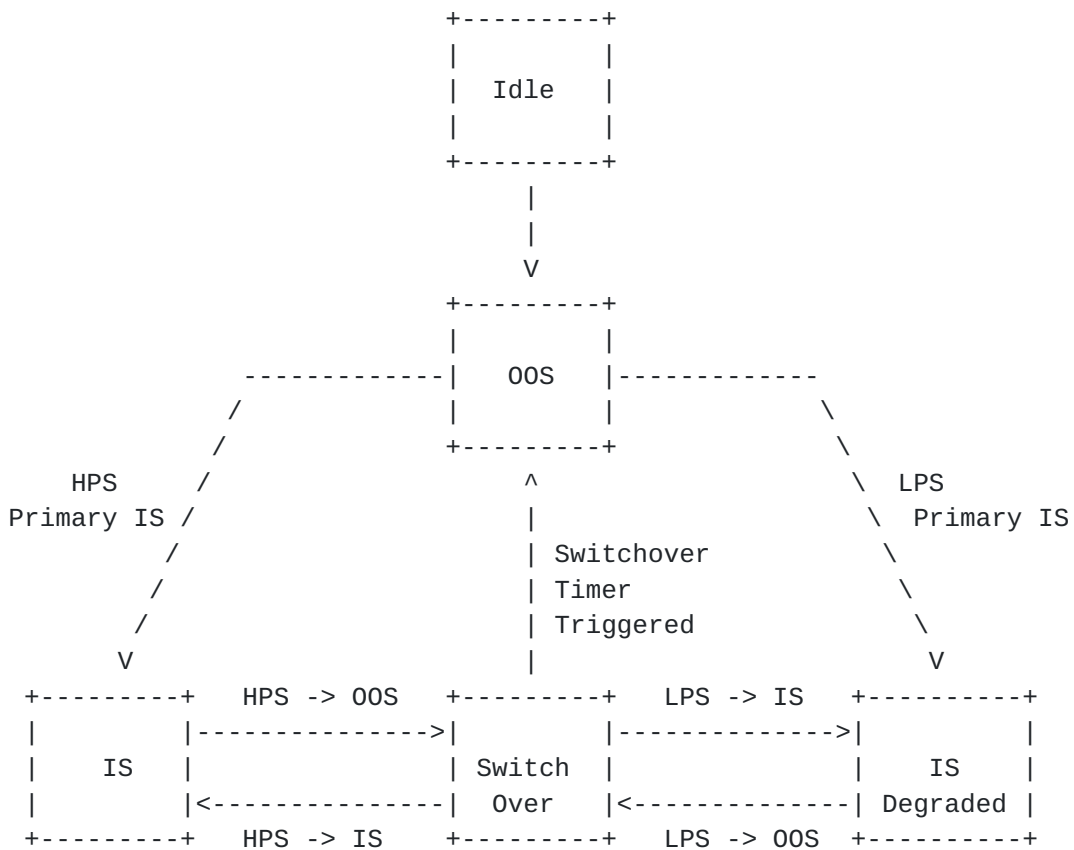 Idle
OOS
HPS LPS
Primary IS Primary IS
Switchover
Timer
Triggered
HPS -> OOS LPS -> IS
IS Switch IS
Over Degraded
HPS -> IS LPS -> OOS